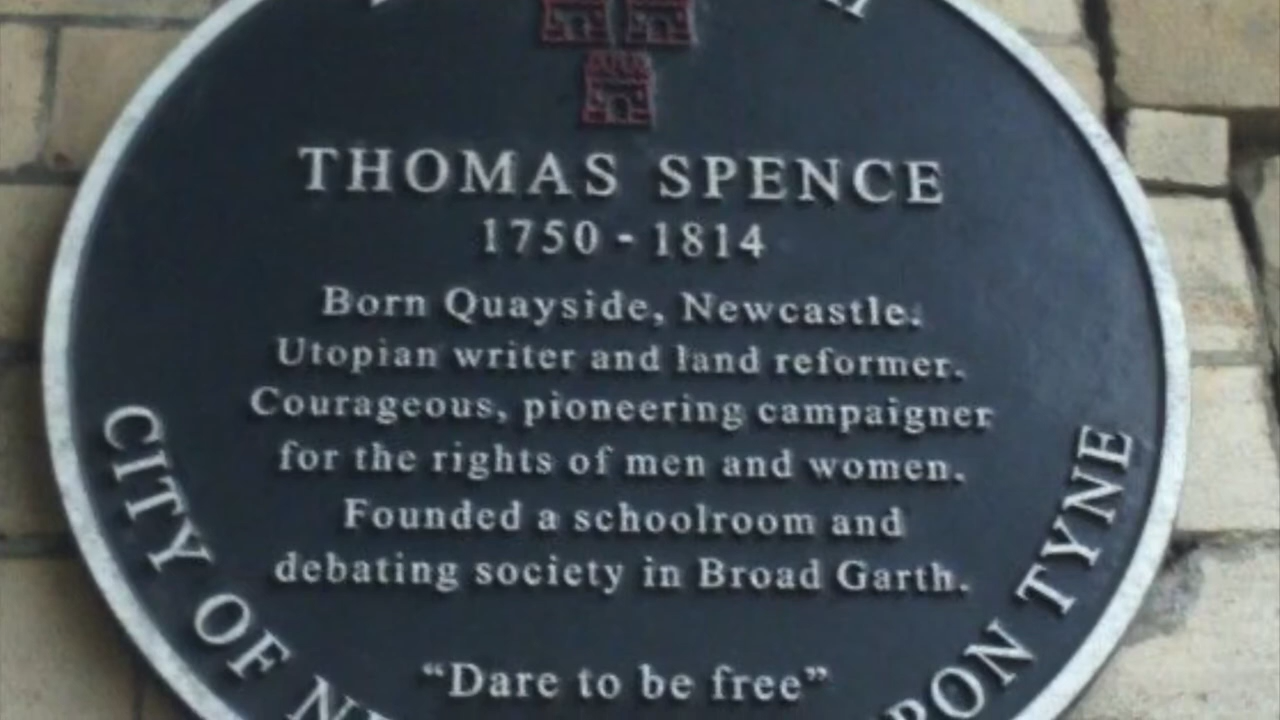 THOMAS SPENCE
1750 - 1814
Born Quayside, Newcastle.
Utopian writer and land reformer.
Courageous, pioneering campaigner
for the rights of men and women.
Founded a schoolroom and
debating society in Broad Garth.
“Dare to be free”
CITY OF
TYNE